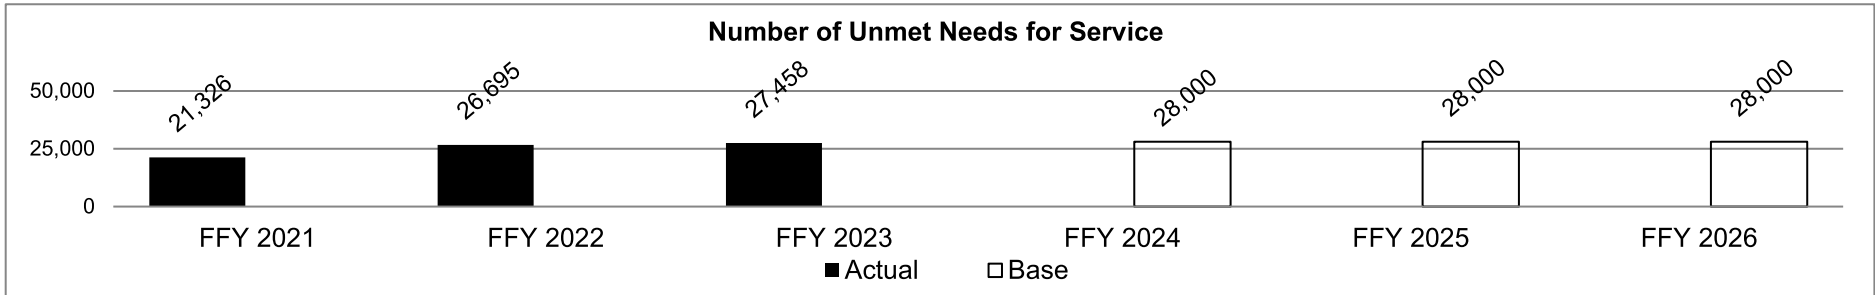 Number of Unmet Needs for Service
50,000
25,000
0
21,326
26,695
27,458
28,000
28,000
28,000
FFY 2021
FFY 2022
FFY 2023
FFY 2024
FFY 2025
FFY 2026
Actual
Base